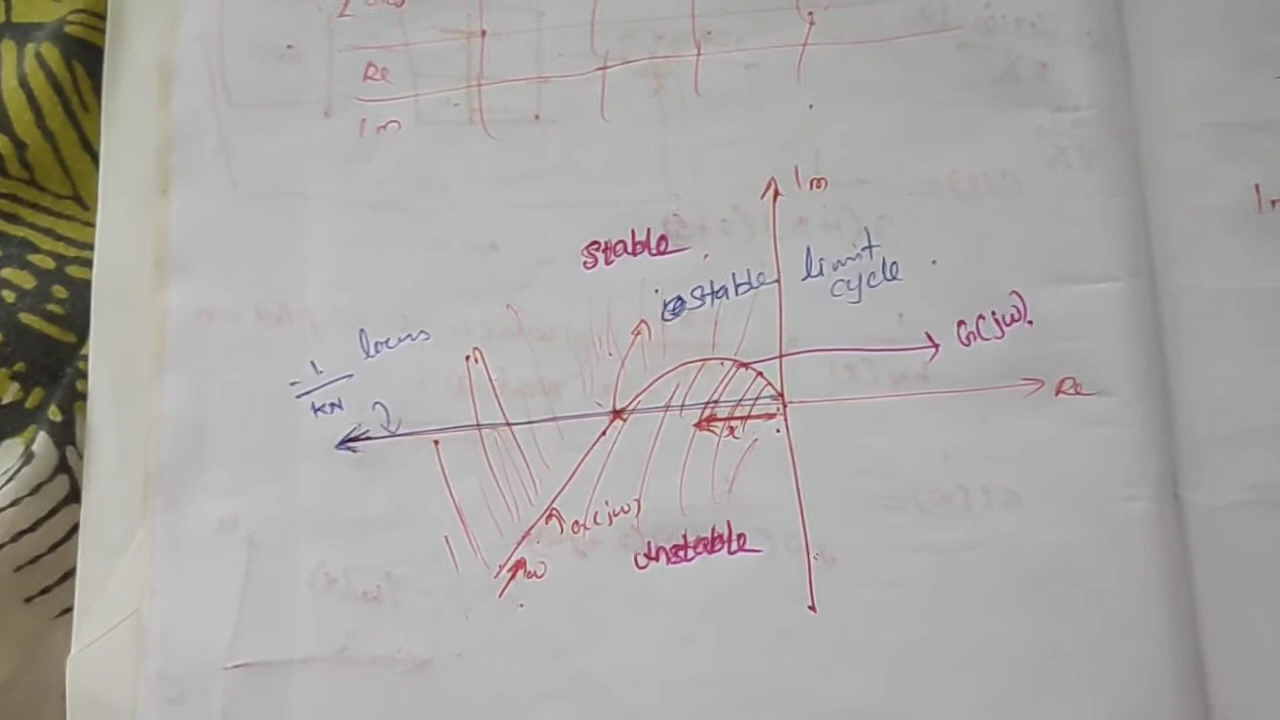 Re
Im
Im
Stable
stable limit
cycle
-1/KN locus
G(jω)
Re
x
G(jω)
ω
Unstable